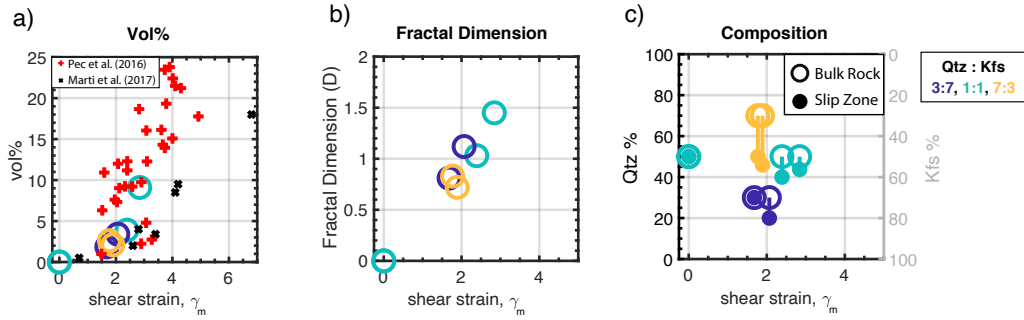 a)
Vol%
vol%
25
20
15
10
5
0
Pec et al. (2016)
Marti et al. (2017)
0
2
4
6
shear strain, γm
b)
Fractal Dimension
Fractal Dimension (D)
2
1.5
1
0.5
0
0
2
4
shear strain, γm
c)
Composition
Qtz %
100
80
60
40
20
0
Bulk Rock
Slip Zone
0
20
40
60
80
100
Kfs %
0
2
4
shear strain, γm
Qtz : Kfs
3:7, 1:1, 7:3